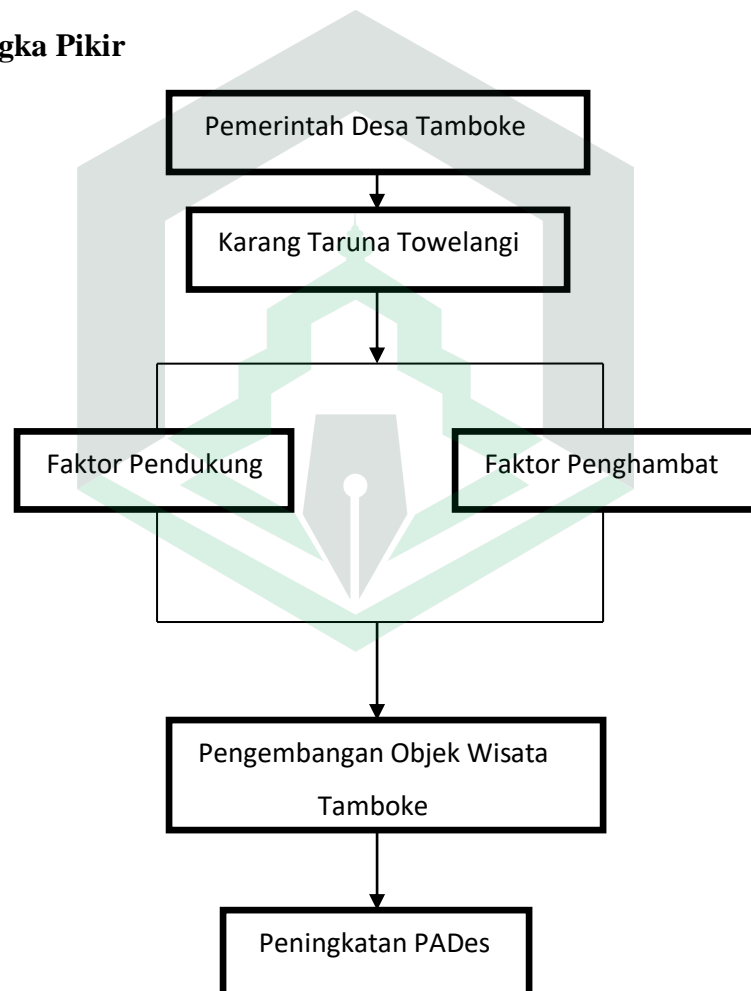 gka Pikir
Pemerintah Desa Tamboke
Karang Taruna Towelangi
Faktor Pendukung
Faktor Penghambat
Pengembangan Objek Wisata
Tamboke
Peningkatan PADes